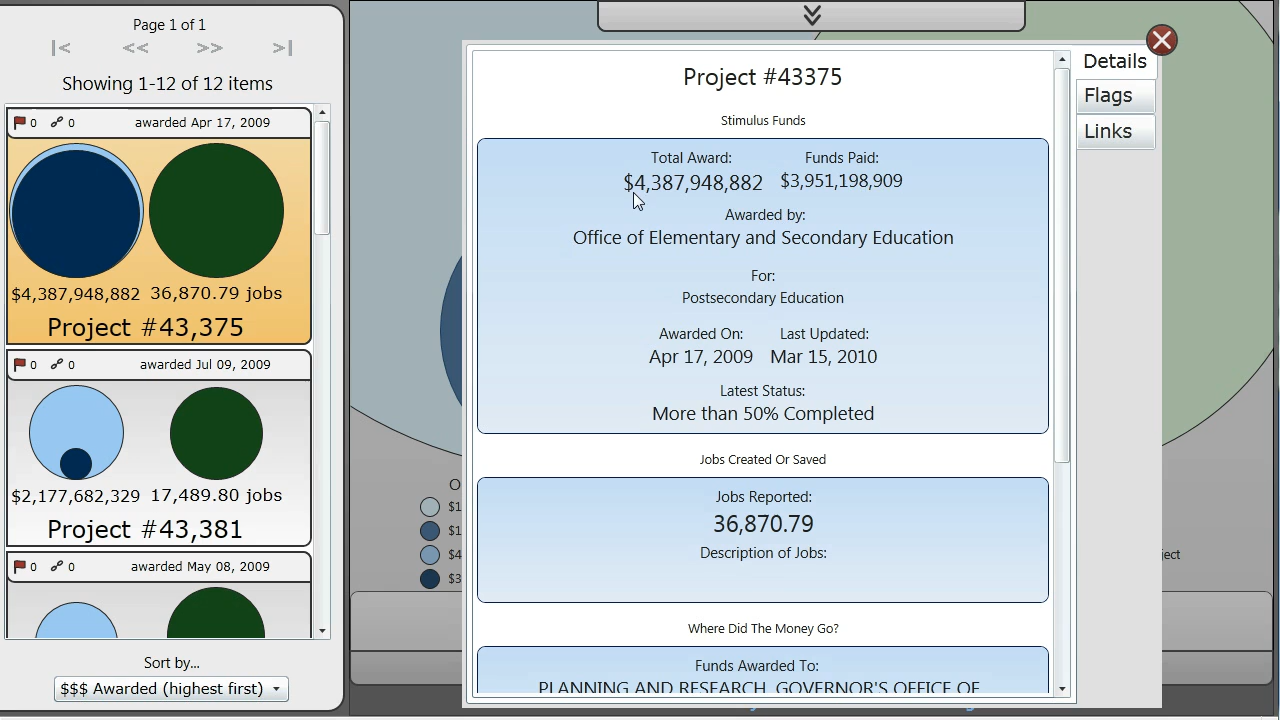 Page 1 of 1
|< << >> >|
Showing 1-12 of 12 items
0 0 awarded Apr 17, 2009
$4,387,948,882 36,870.79 jobs
Project #43,375
0 0 awarded Jul 09, 2009
$2,177,682,329 17,489.80 jobs
Project #43,381
0 0 awarded May 08, 2009
Sort by...
$$$ Awarded (highest first)
Project #43375
Stimulus Funds
Total Award: Funds Paid:
$4,387,948,882 $3,951,198,909
Awarded by:
Office of Elementary and Secondary Education
For:
Postsecondary Education
Awarded On: Last Updated:
Apr 17, 2009 Mar 15, 2010
Latest Status:
More than 50% Completed
Jobs Created Or Saved
Jobs Reported:
36,870.79
Description of Jobs:
Where Did The Money Go?
Funds Awarded To:
PLANNING AND RESEARCH, GOVERNOR'S OFFICE OF
Details
Flags
Links